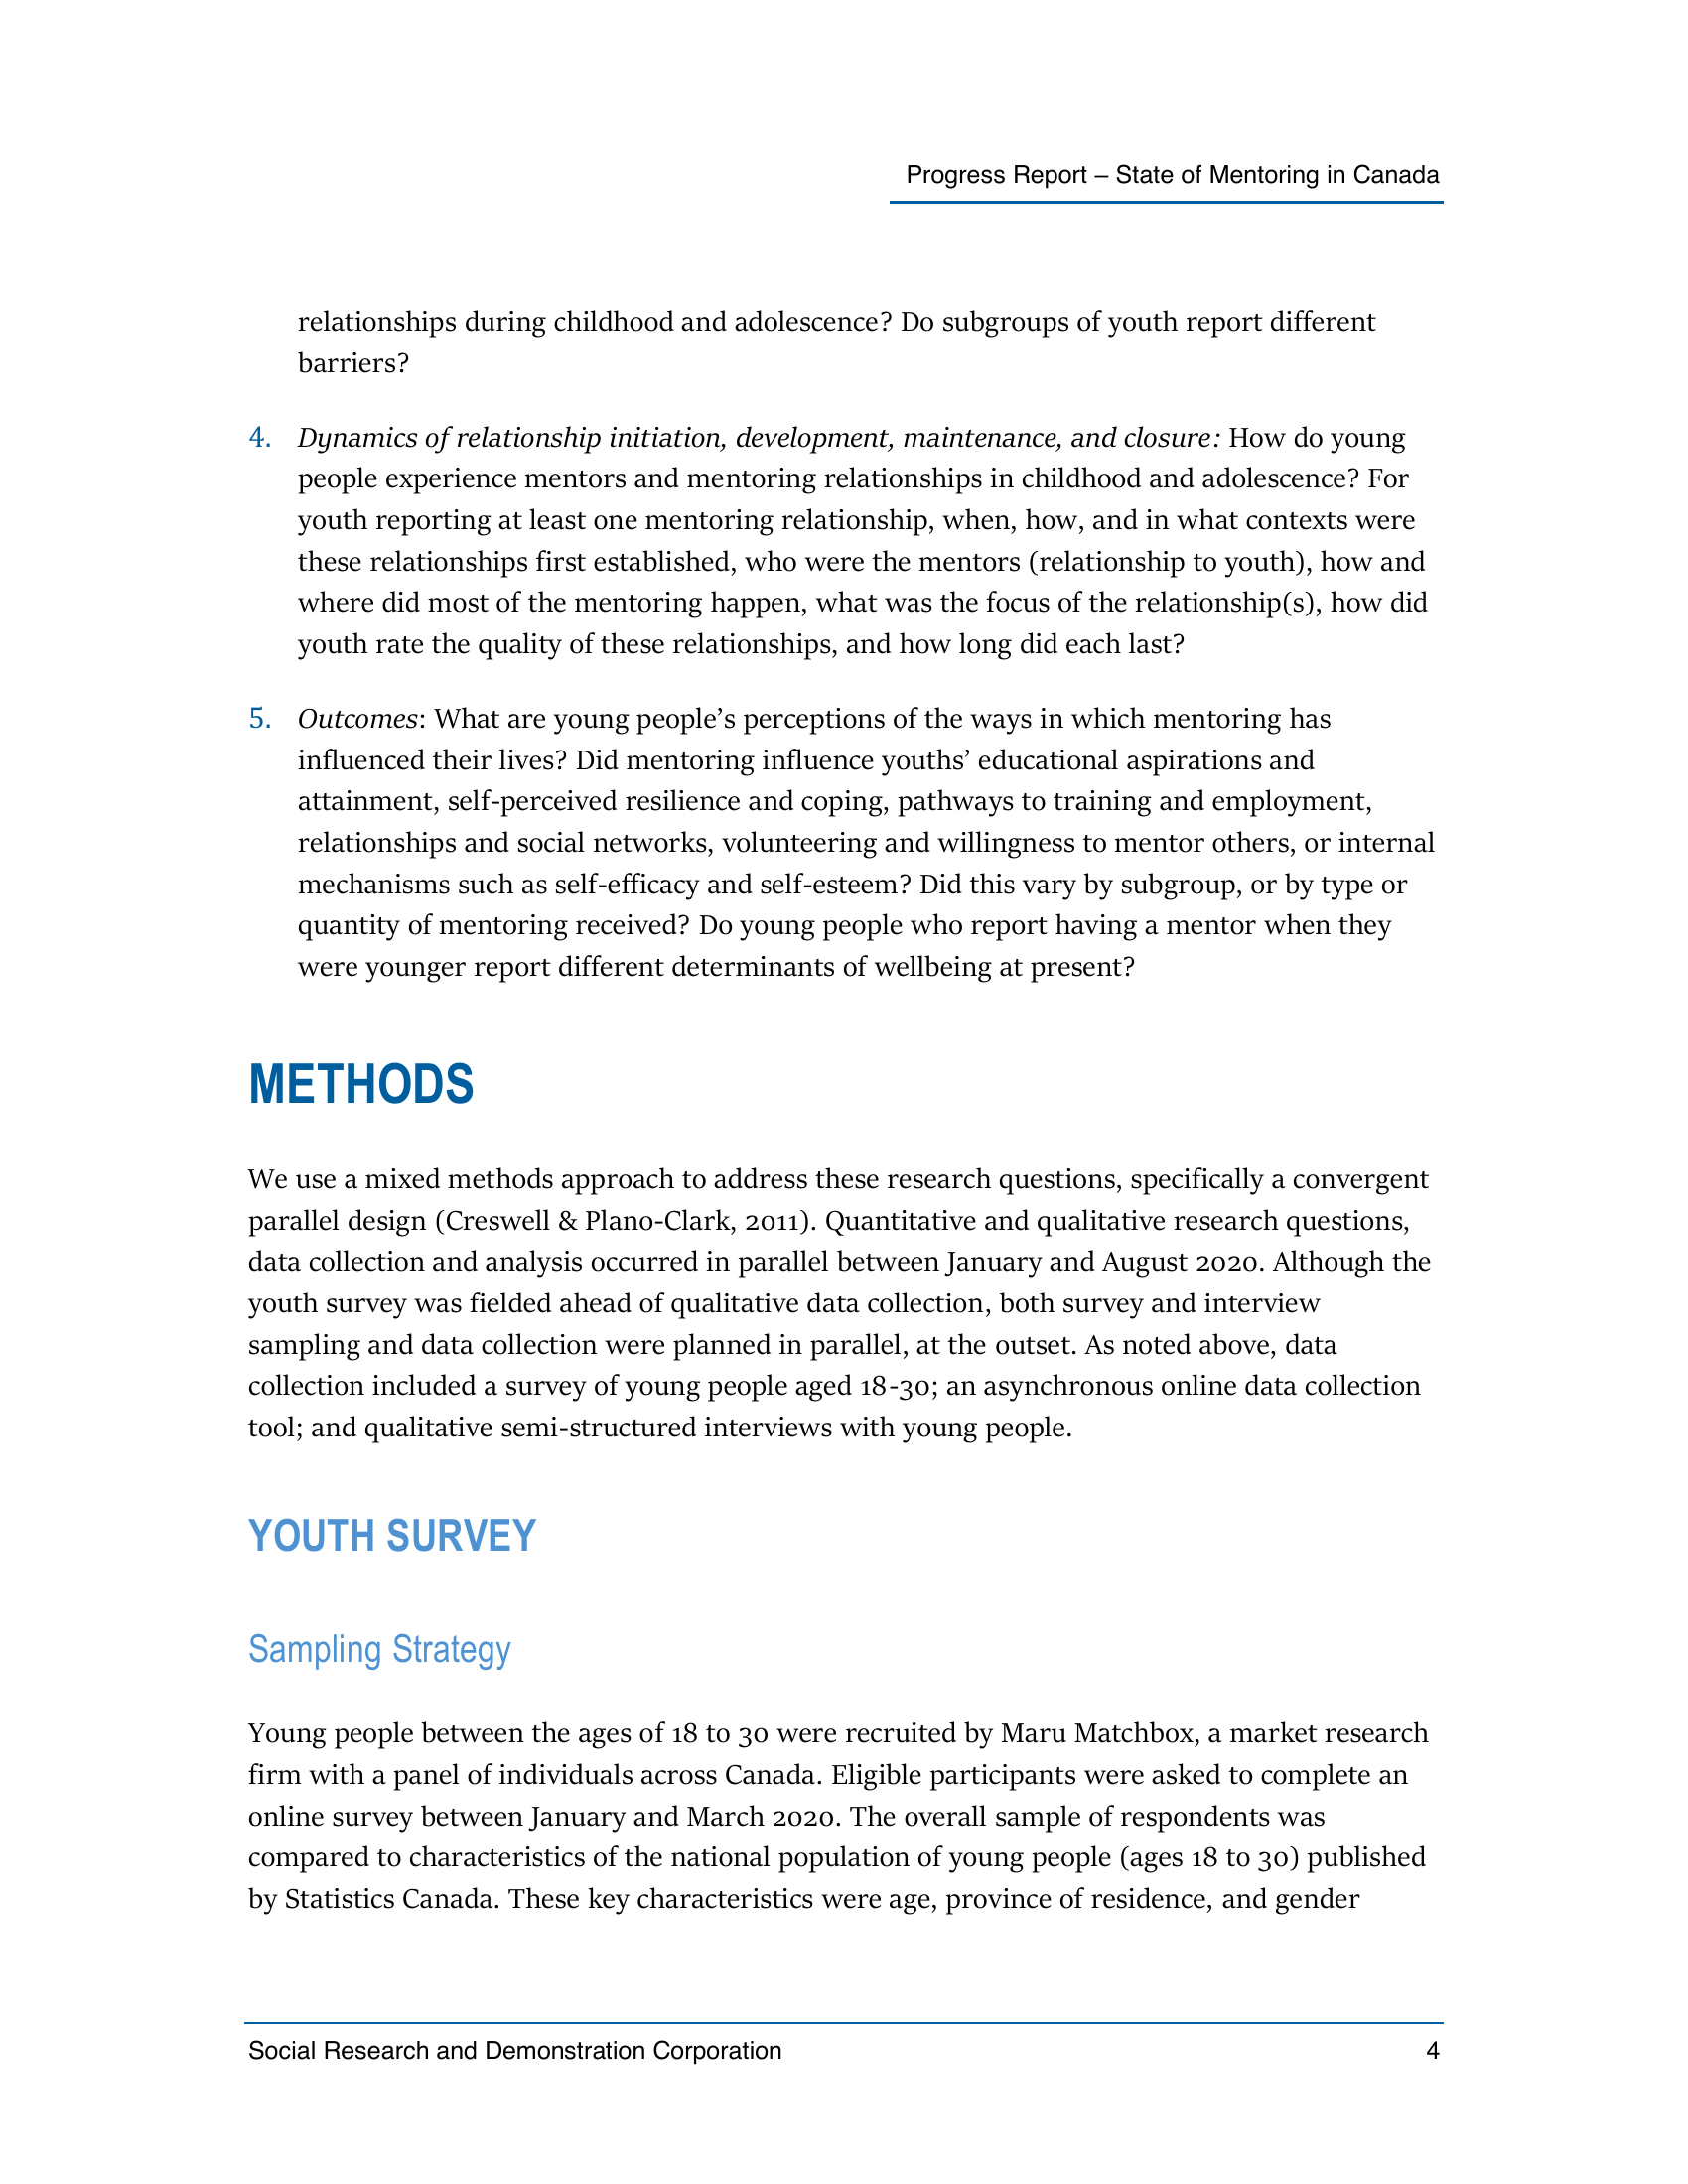 Progress Report – State of Mentoring in Canada
relationships during childhood and adolescence? Do subgroups of youth report different
barriers?
4. Dynamics of relationship initiation, development, maintenance, and closure: How do young
people experience mentors and mentoring relationships in childhood and adolescence? For
youth reporting at least one mentoring relationship, when, how, and in what contexts were
these relationships first established, who were the mentors (relationship to youth), how and
where did most of the mentoring happen, what was the focus of the relationship(s), how did
youth rate the quality of these relationships, and how long did each last?
5. Outcomes: What are young people’s perceptions of the ways in which mentoring has
influenced their lives? Did mentoring influence youths’ educational aspirations and
attainment, self-perceived resilience and coping, pathways to training and employment,
relationships and social networks, volunteering and willingness to mentor others, or internal
mechanisms such as self-efficacy and self-esteem? Did this vary by subgroup, or by type or
quantity of mentoring received? Do young people who report having a mentor when they
were younger report different determinants of wellbeing at present?
METHODS
We use a mixed methods approach to address these research questions, specifically a convergent
parallel design (Creswell & Plano-Clark, 2011). Quantitative and qualitative research questions,
data collection and analysis occurred in parallel between January and August 2020. Although the
youth survey was fielded ahead of qualitative data collection, both survey and interview
sampling and data collection were planned in parallel, at the outset. As noted above, data
collection included a survey of young people aged 18-30; an asynchronous online data collection
tool; and qualitative semi-structured interviews with young people.
YOUTH SURVEY
Sampling Strategy
Young people between the ages of 18 to 30 were recruited by Maru Matchbox, a market research
firm with a panel of individuals across Canada. Eligible participants were asked to complete an
online survey between January and March 2020. The overall sample of respondents was
compared to characteristics of the national population of young people (ages 18 to 30) published
by Statistics Canada. These key characteristics were age, province of residence, and gender
Social Research and Demonstration Corporation 4